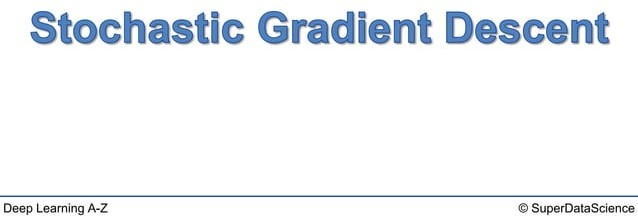 Stochastic Gradient Descent
Deep Learning A-Z
© SuperDataScience